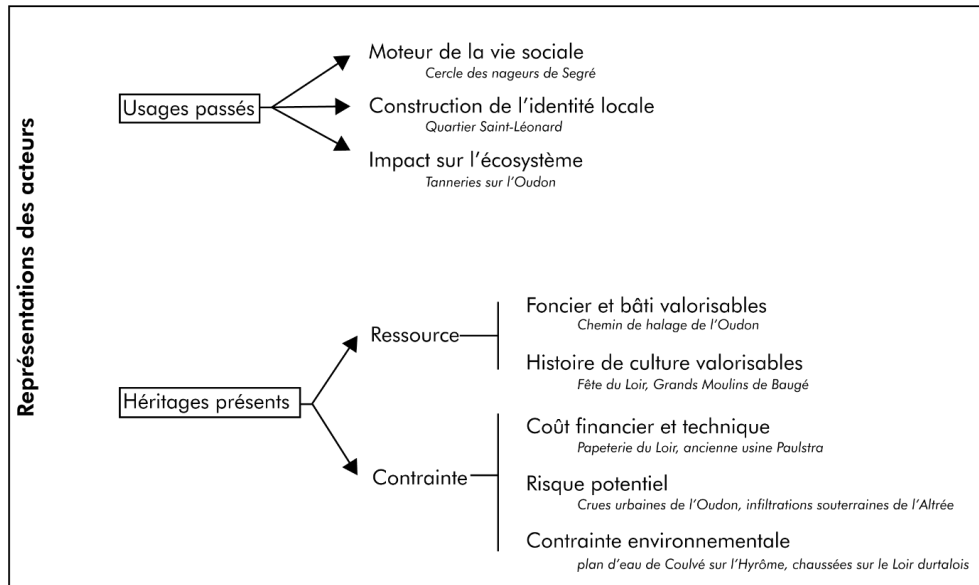 Représentations des acteurs
Usages passés
Moteur de la vie sociale
Cercle des nageurs de Segré
Construction de l'identité locale
Quartier Saint-Léonard
Impact sur l'écosystème
Tanneries sur l'Oudon
Héritages présents
Ressource
Foncier et bâti valorisables
Chemin de halage de l'Oudon
Histoire de culture valorisables
Fête du Loir, Grands Moulins de Baugé
Contrainte
Coût financier et technique
Papeterie du Loir, ancienne usine Paulstra
Risque potentiel
Crues urbaines de l'Oudon, infiltrations souterraines de l'Altrée
Contrainte environnementale
plan d'eau de Coulvé sur l'Hyrôme, chaussées sur le Loir durtalois